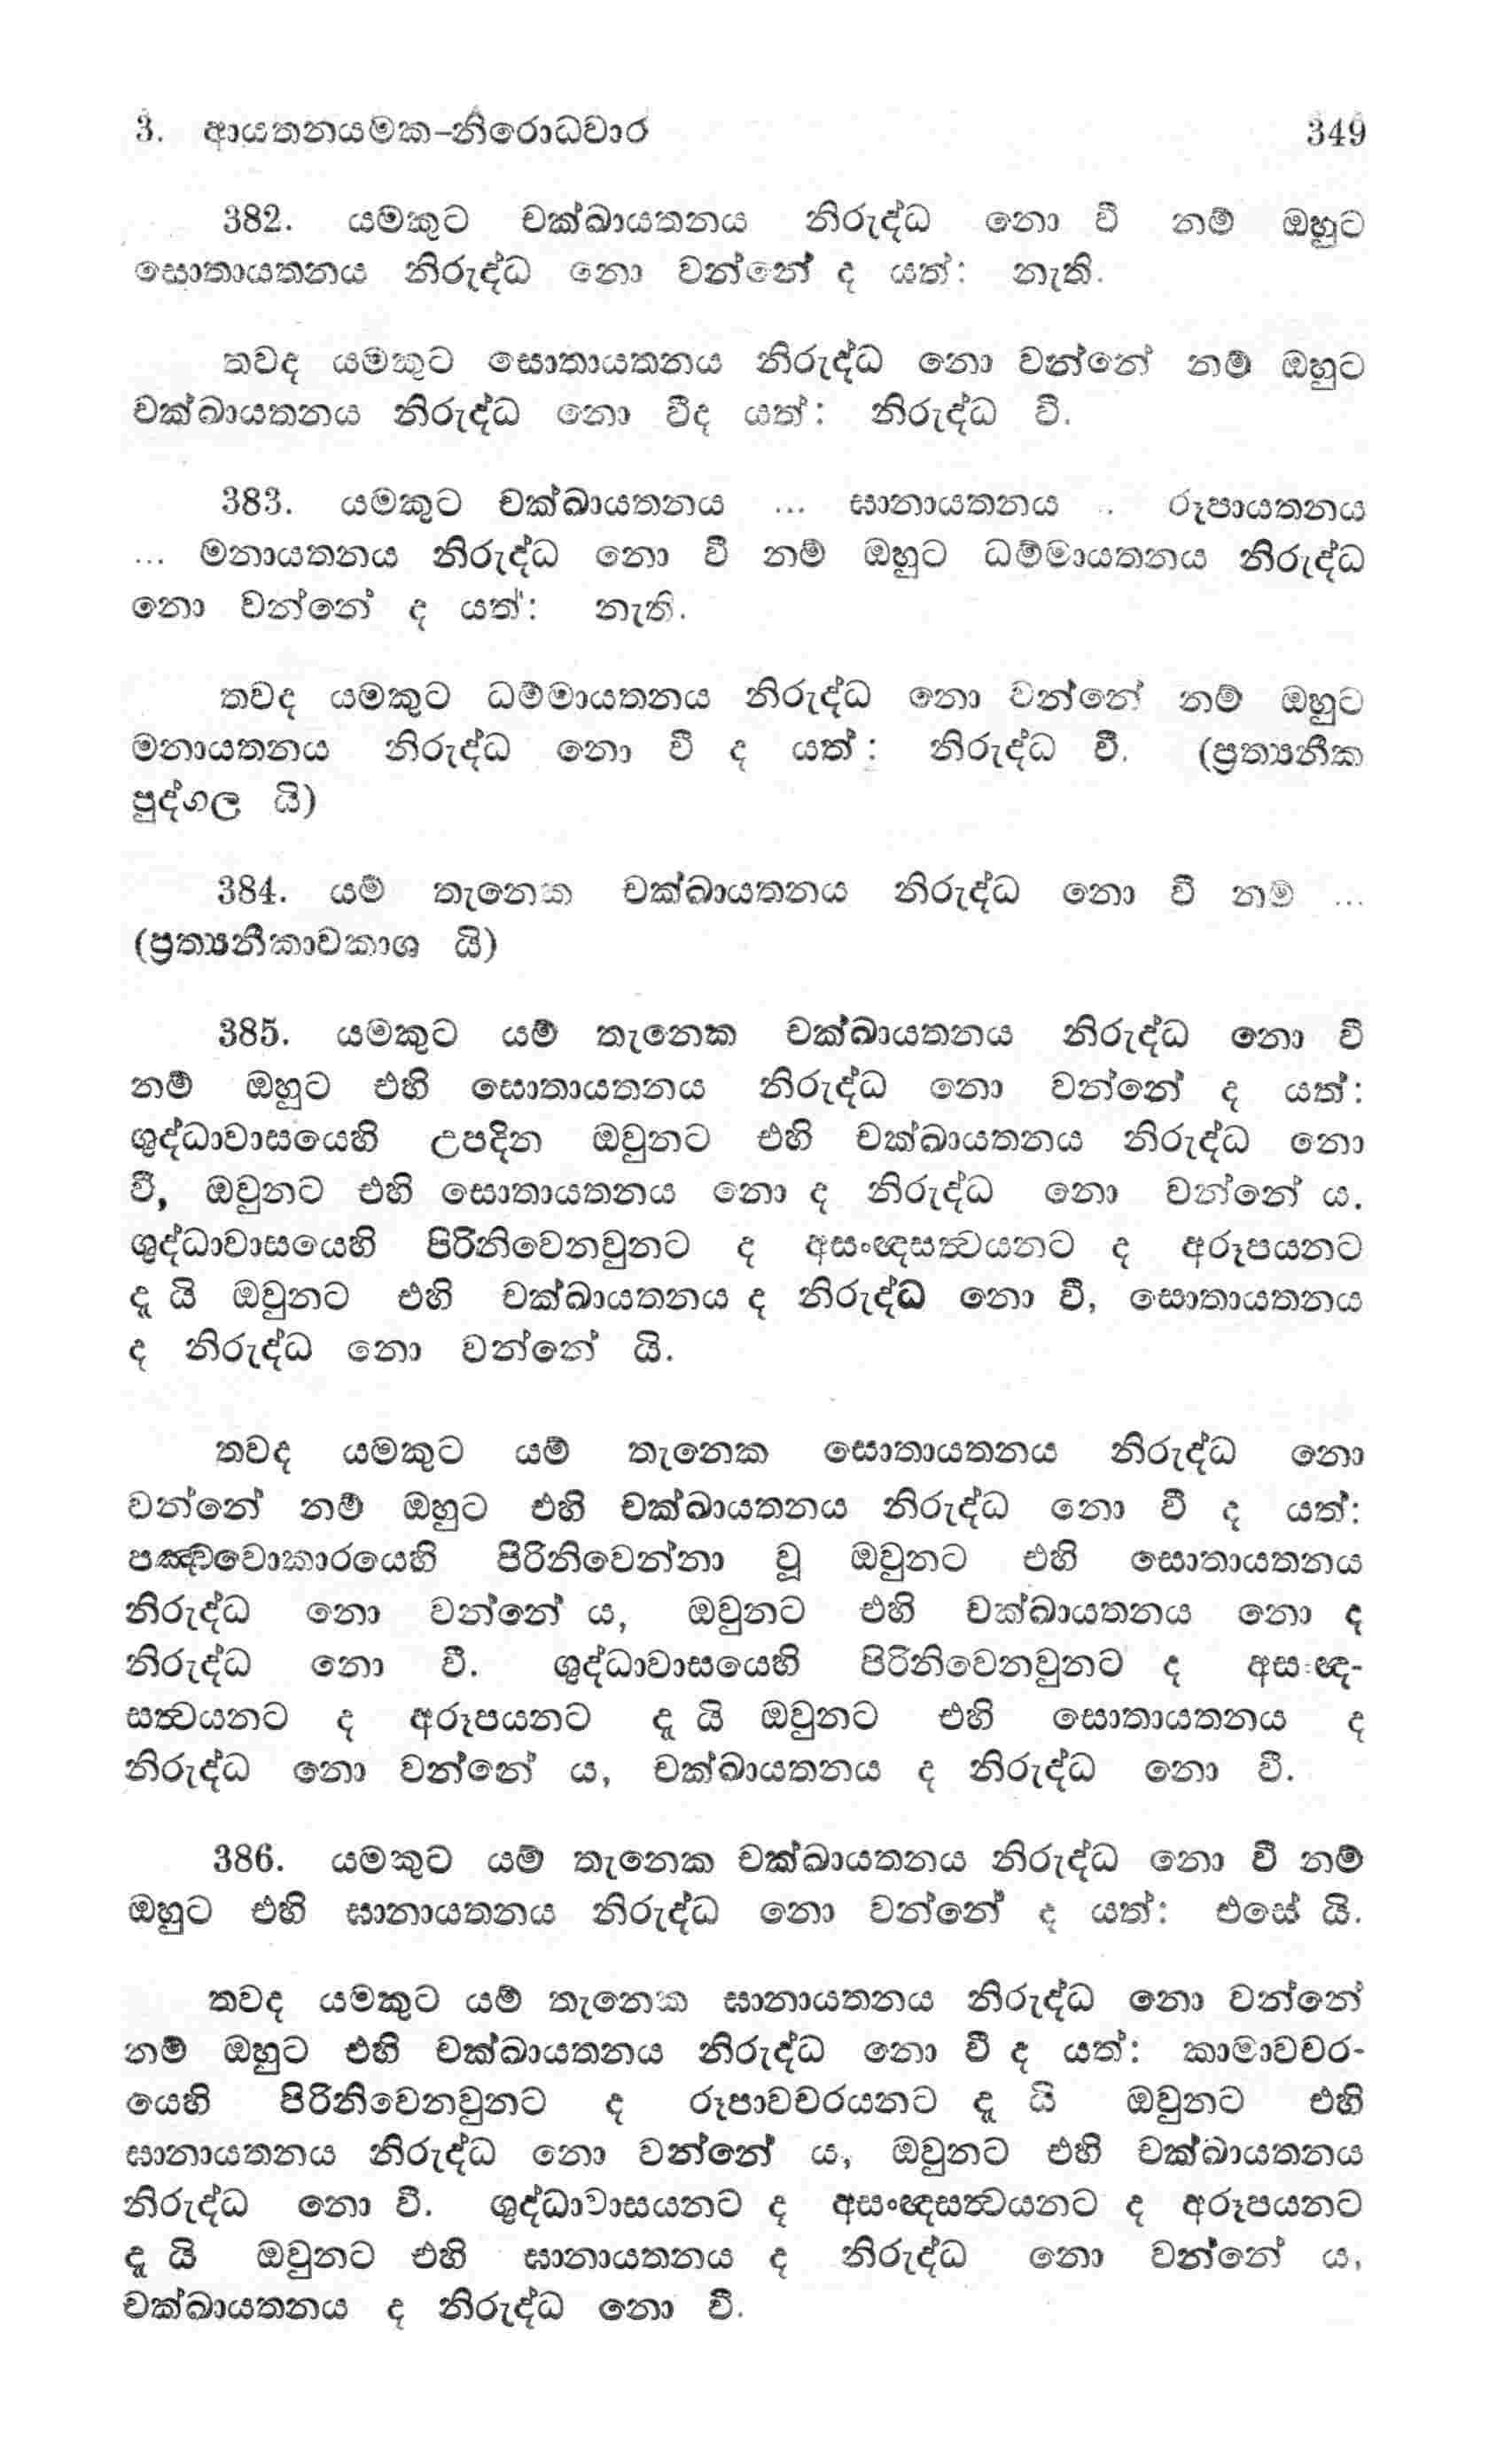 3. ආයතනයමක-නිරොධවාර 349
382. යමකුට චක්ඛායතනය නිරුද්ධ නො වී නම් ඔහුට
සොතායතනය නිරුද්ධ නො වන්නේ ද යත්: නැති.
තවද යමකුට සොතායතනය නිරුද්ධ නො වන්නේ නම් ඔහුට
චක්ඛායතනය නිරුද්ධ නො වීද යත්: නිරුද්ධ වී.
383. යමකුට චක්ඛායතනය ... ඝානායතනය .. රූපායතනය
... මනායතනය නිරුද්ධ නො වී නම් ඔහුට ධම්මායතනය නිරුද්ධ
නො වන්නේ ද යත්: නැති.
තවද යමකුට ධම්මායතනය නිරුද්ධ නො වන්නේ නම් ඔහුට
මනායතනය නිරුද්ධ නො වී ද යත්: නිරුද්ධ වී. (ප්‍රත්‍යනීක
පුද්ගල යි)
384. යම් තැනෙක චක්ඛායතනය නිරුද්ධ නො වී නම් ...
(ප්‍රත්‍යනීකාවකාශ යි)
385. යමකුට යම් තැනෙක චක්ඛායතනය නිරුද්ධ නො වී
නම් ඔහුට එහි සොතායතනය නිරුද්ධ නො වන්නේ ද යත්:
ශුද්ධාවාසයෙහි උපදින ඔවුනට එහි චක්ඛායතනය නිරුද්ධ නො
වී, ඔවුනට එහි සොතායතනය නො ද නිරුද්ධ නො වන්නේ ය.
ශුද්ධාවාසයෙහි පිරිනිවෙනවුනට ද අසංඥසත්‍වයනට ද අරූපයනට
දූ යි ඔවුනට එහි චක්ඛායතනය ද නිරුද්ධ නො වී, සොතායතනය
ද නිරුද්ධ නො වන්නේ යි.
තවද යමකුට යම් තැනෙක සොතායතනය නිරුද්ධ නො
වන්නේ නම් ඔහුට එහි චක්ඛායතනය නිරුද්ධ නො වී ද යත්:
පඤ්චවොකාරයෙහි පිරිනිවෙන්නා වූ ඔවුනට එහි සොතායතනය
නිරුද්ධ නො වන්නේ ය, ඔවුනට එහි චක්ඛායතනය නො ද
නිරුද්ධ නො වී. ශුද්ධාවාසයෙහි පිරිනිවෙනවුනට ද අසංඥ-
සත්‍වයනට ද අරූපයනට දූ යි ඔවුනට එහි සොතායතනය ද
නිරුද්ධ නො වන්නේ ය, චක්ඛායතනය ද නිරුද්ධ නො වී.
386. යමකුට යම් තැනෙක චක්ඛායතනය නිරුද්ධ නො වී නම්
ඔහුට එහි ඝානායතනය නිරුද්ධ නො වන්නේ ද යත්: එසේ යි.
තවද යමකුට යම් තැනෙක ඝානායතනය නිරුද්ධ නො වන්නේ
නම් ඔහුට එහි චක්ඛායතනය නිරුද්ධ නො වී ද යත්: කාමාවචර-
යෙහි පිරිනිවෙනවුනට ද රූපාවචරයනට දූ යි ඔවුනට එහි
ඝානායතනය නිරුද්ධ නො වන්නේ ය, ඔවුනට එහි චක්ඛායතනය
නිරුද්ධ නො වී. ශුද්ධාවාසයනට ද අසංඥසත්‍වයනට ද අරූපයනට
දූ යි ඔවුනට එහි ඝානායතනය ද නිරුද්ධ නො වන්නේ ය,
චක්ඛායතනය ද නිරුද්ධ නො වී.